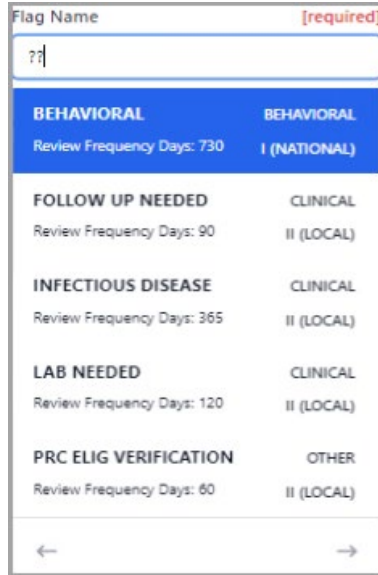 Flag Name [required]
??
BEHAVIORAL BEHAVIORAL
Review Frequency Days: 730 I (NATIONAL)
FOLLOW UP NEEDED CLINICAL
Review Frequency Days: 90 II (LOCAL)
INFECTIOUS DISEASE CLINICAL
Review Frequency Days: 365 II (LOCAL)
LAB NEEDED CLINICAL
Review Frequency Days: 120 II (LOCAL)
PRC ELIG VERIFICATION OTHER
Review Frequency Days: 60 II (LOCAL)
← →